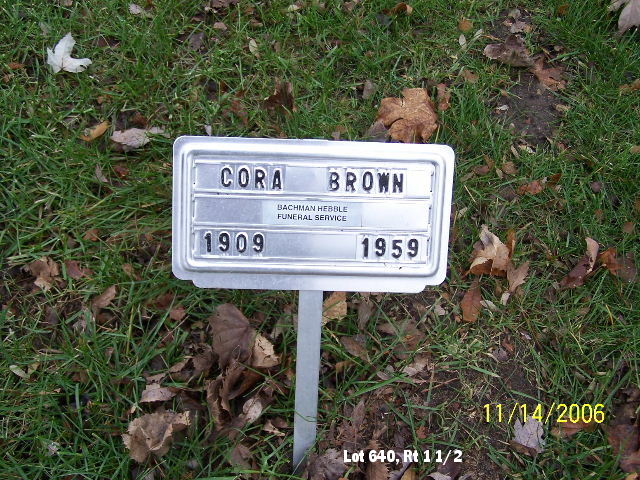 CORA BROWN
BACHMAN HEBBLE
FUNERAL SERVICE
1909 1959
11/14/2006
Lot 640, Rt 1 1/2